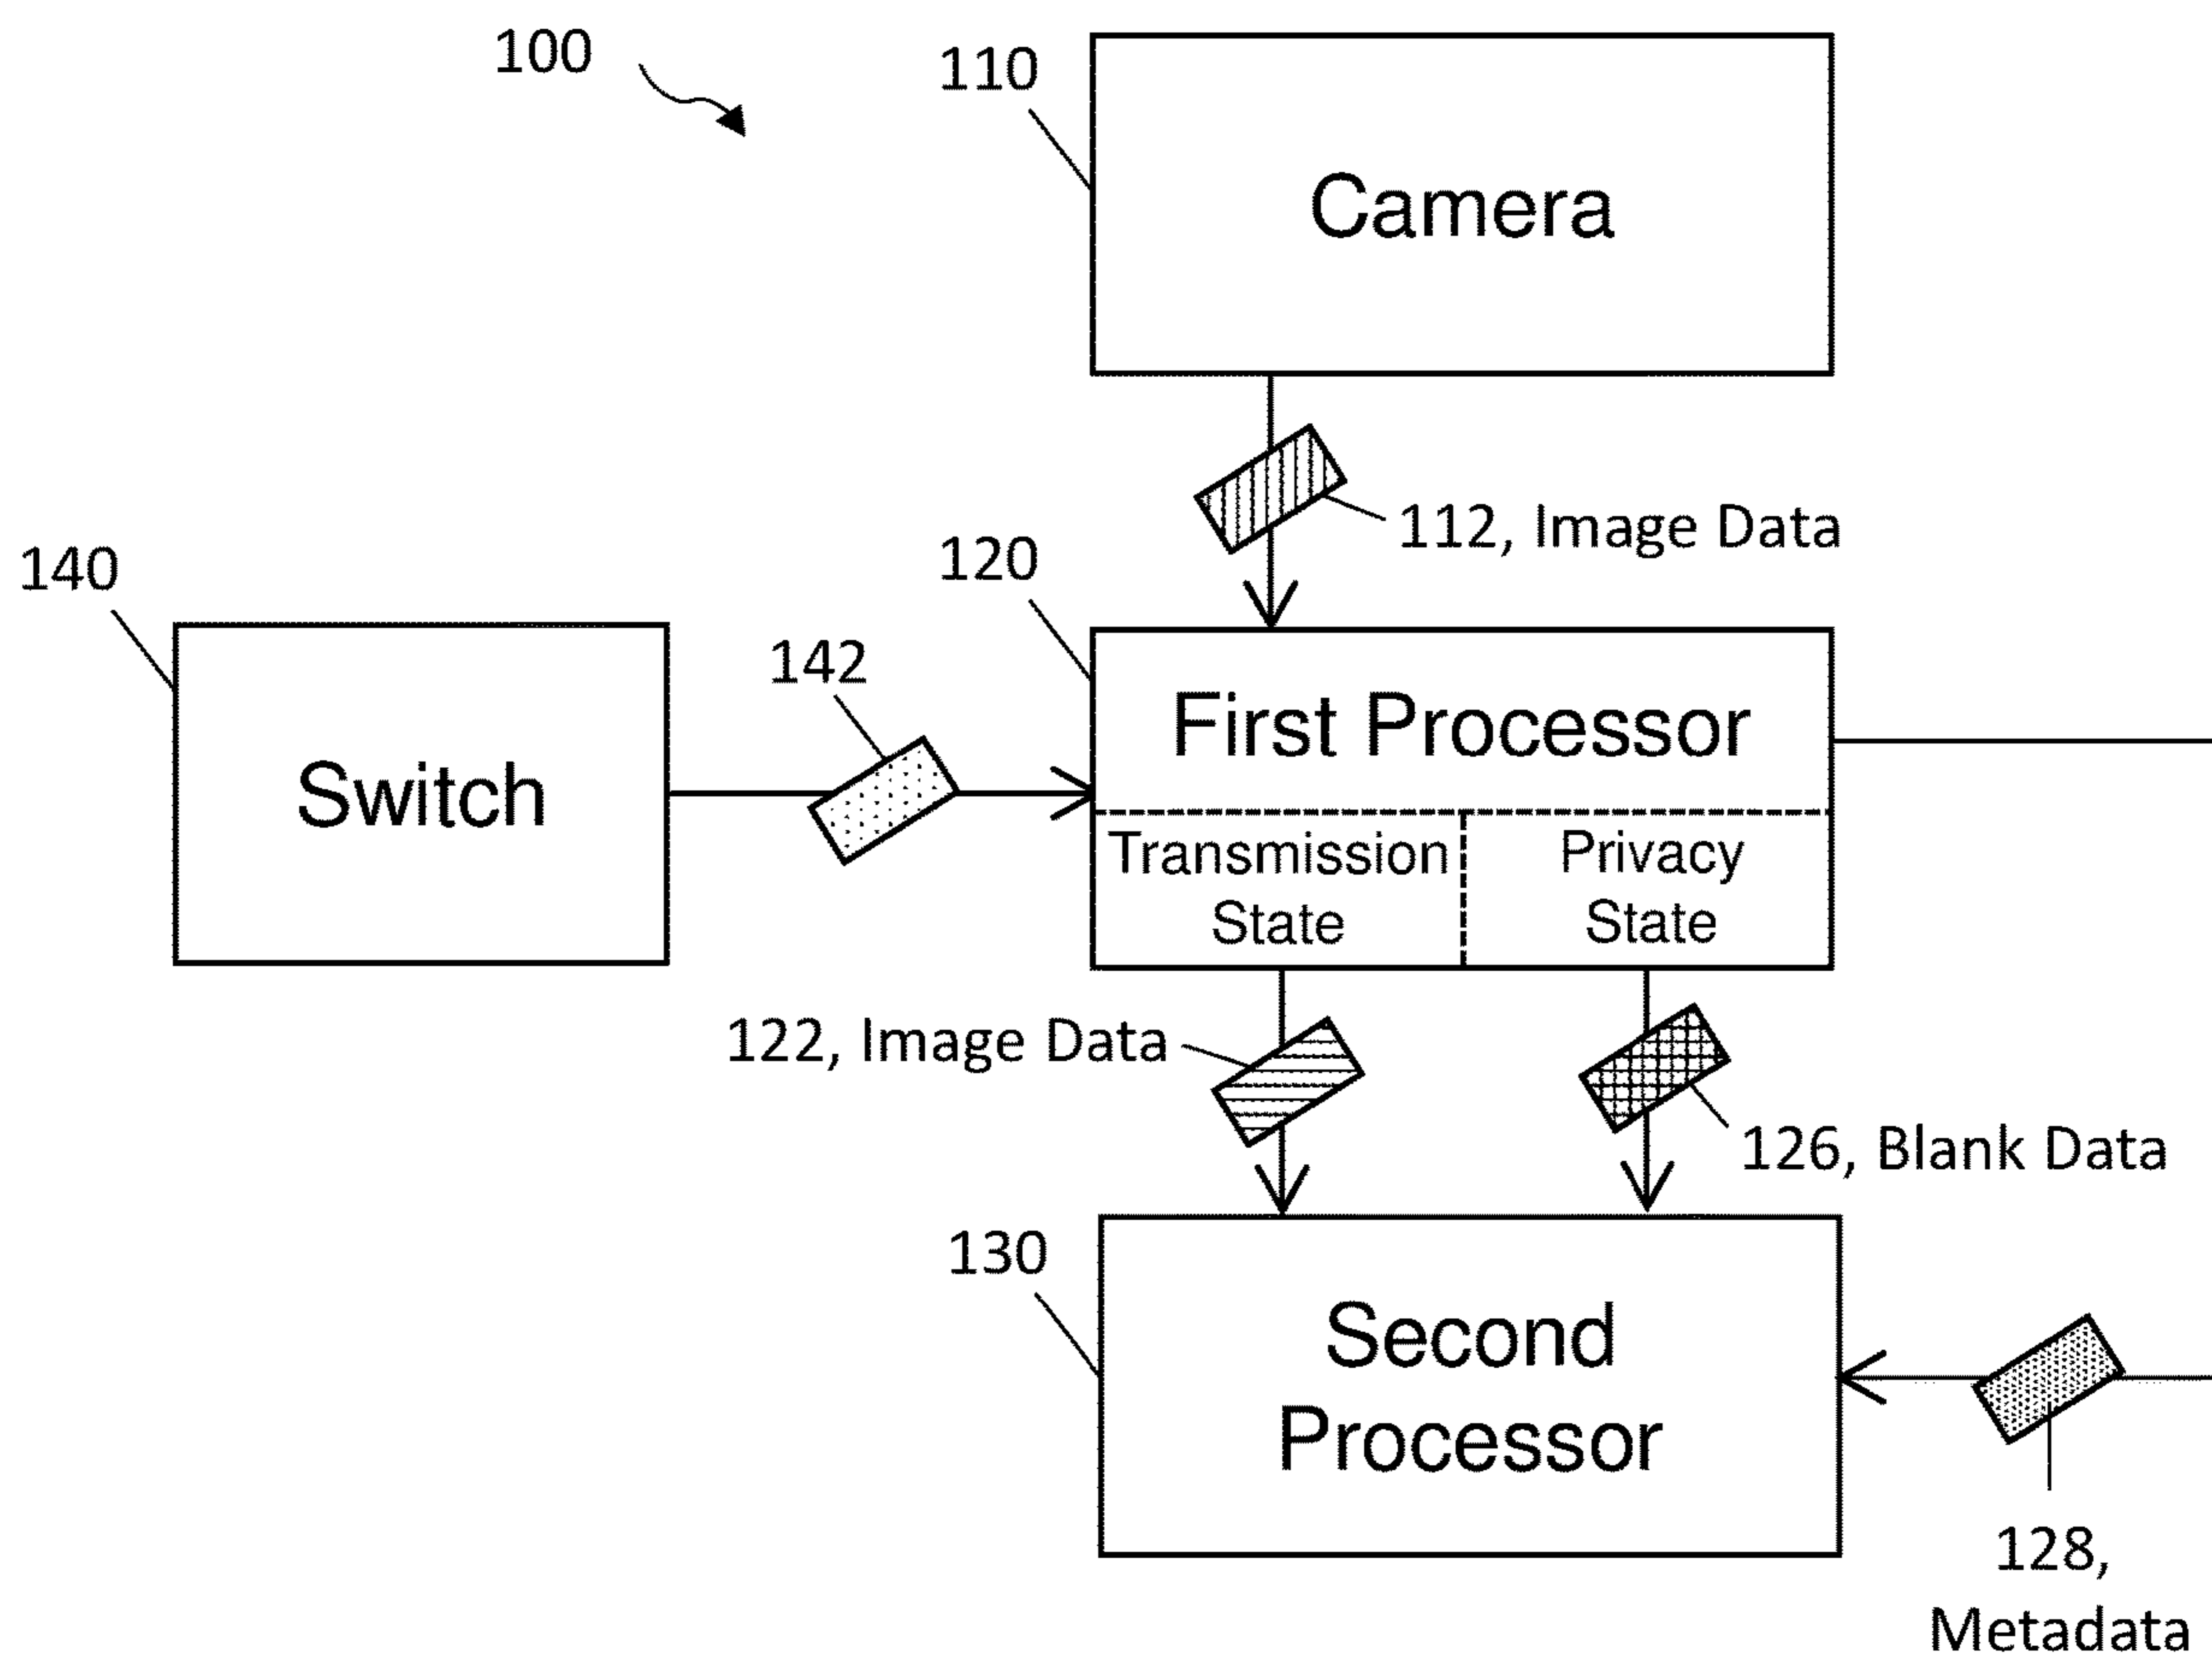 100
110
Camera
112, Image Data
140
120
142
First Processor
Switch
Transmission
State
Privacy
State
122, Image Data
126, Blank Data
130
Second
Processor
128,
Metadata